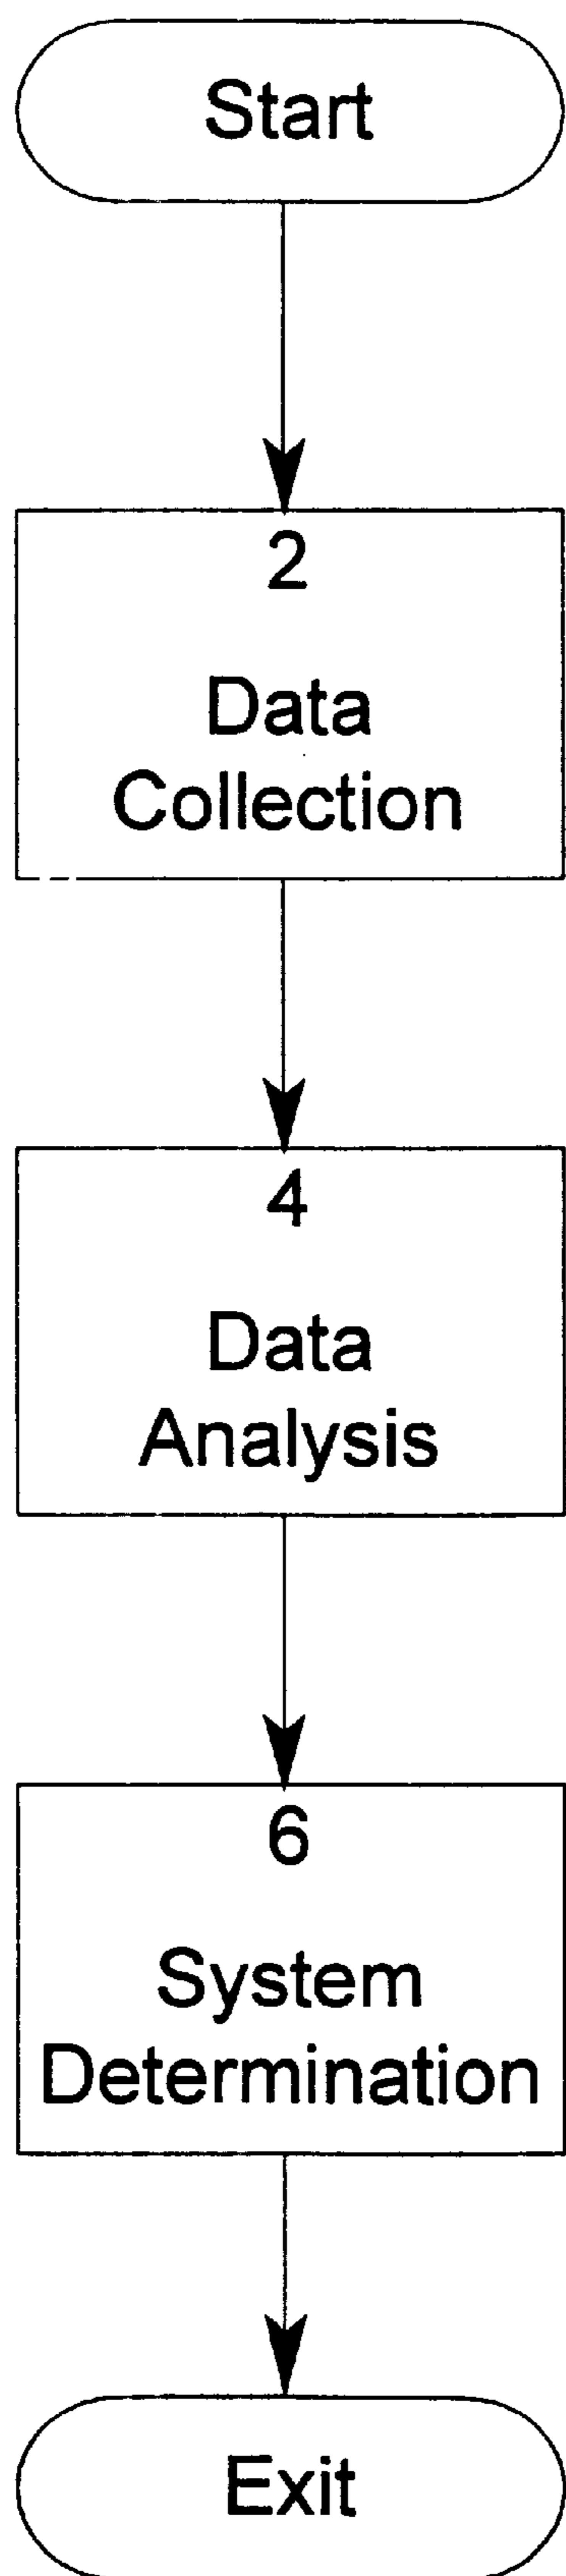 Start
2
Data
Collection
4
Data
Analysis
6
System
Determination
Exit